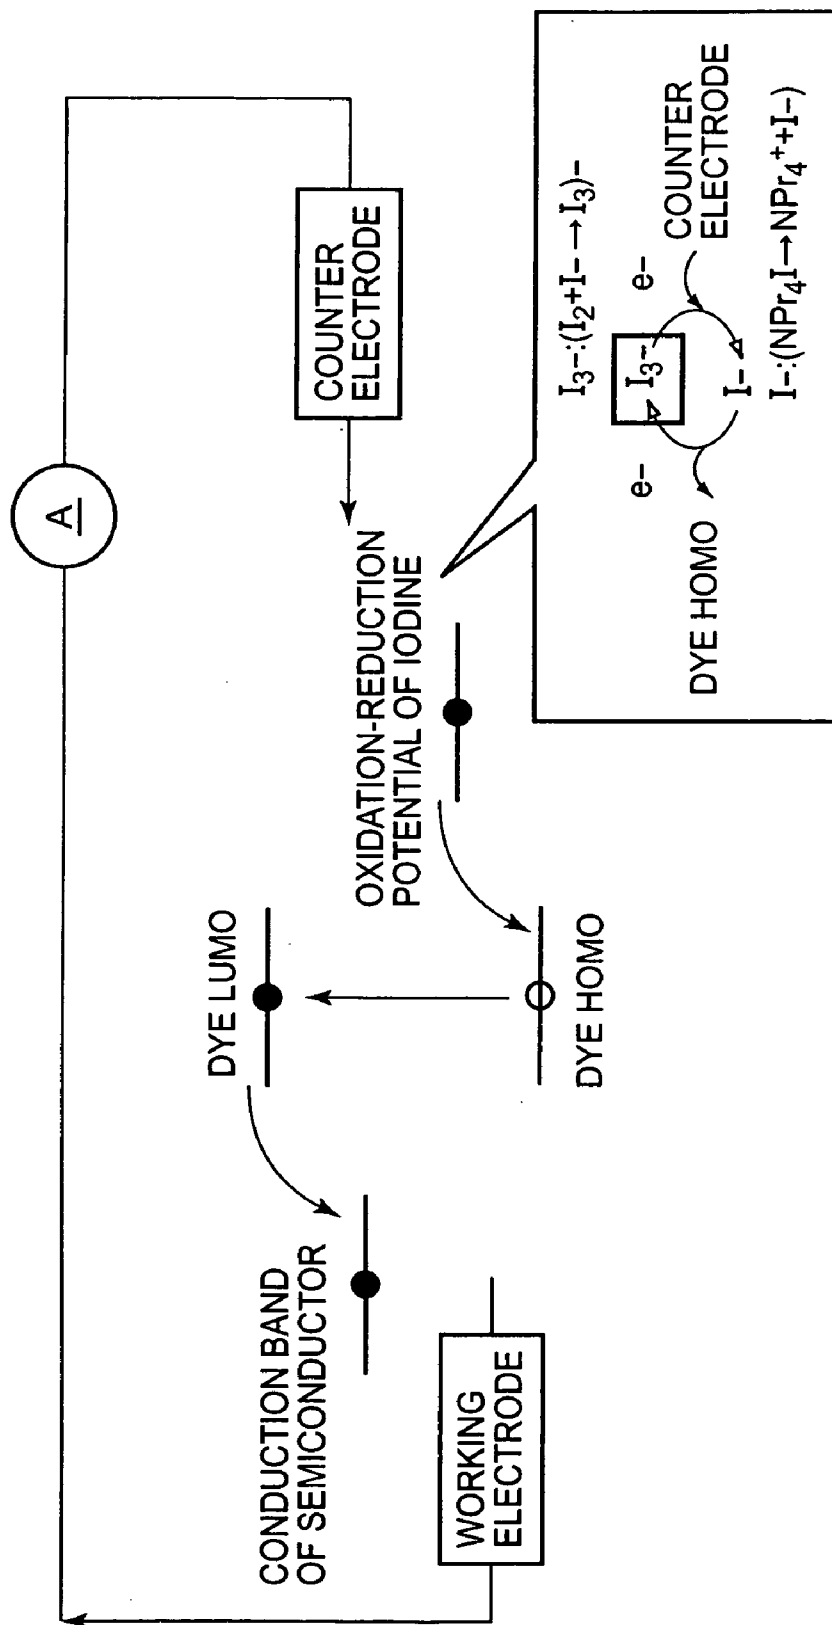 A
CONDUCTION BAND
OF SEMICONDUCTOR
WORKING
ELECTRODE
DYE LUMO
DYE HOMO
OXIDATION-REDUCTION
POTENTIAL OF IODINE
COUNTER
ELECTRODE
I₃−:(I₂+I−→I₃)−
e−
I₃−
e−
DYE HOMO
I−
COUNTER
ELECTRODE
I−:(NPr₄I→NPr₄⁺+I−)